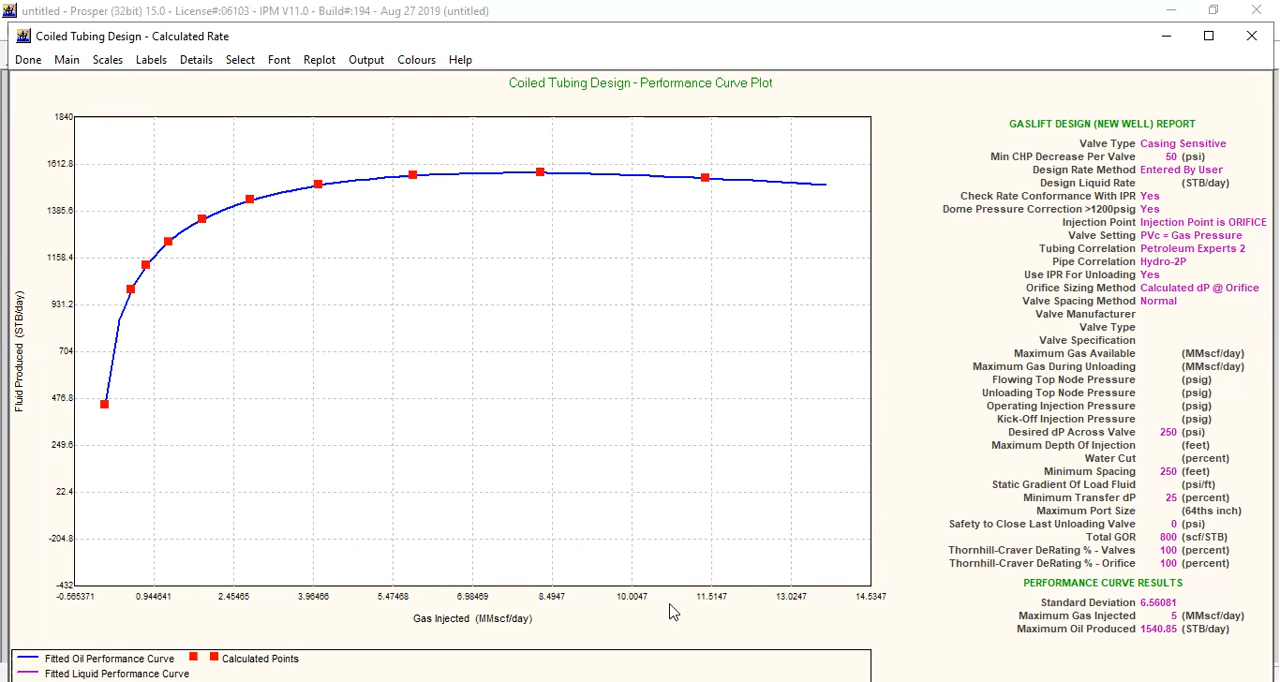 untitled - Prosper (32bit) 15.0 - License#:06103 - IPM V11.0 - Build#:194 - Aug 27 2019 (untitled)
Coiled Tubing Design - Calculated Rate
Done Main Scales Labels Details Select Font Replot Output Colours Help
Coiled Tubing Design - Performance Curve Plot
1840
1612.8
1385.6
1158.4
931.2
704
476.8
249.6
22.4
-204.8
-432
Fluid Produced (STB/day)
-0.565371 0.944641 2.45465 3.96466 5.47468 6.98469 8.4947 10.0047 11.5147 13.0247 14.5347
Gas Injected (MMscf/day)
Fitted Oil Performance Curve Calculated Points
Fitted Liquid Performance Curve
GASLIFT DESIGN (NEW WELL) REPORT
Valve Type Casing Sensitive
Min CHP Decrease Per Valve 50 (psi)
Design Rate Method Entered By User
Design Liquid Rate (STB/day)
Check Rate Conformance With IPR Yes
Dome Pressure Correction >1200psig Yes
Injection Point Injection Point is ORIFICE
Valve Setting PVc = Gas Pressure
Tubing Correlation Petroleum Experts 2
Pipe Correlation Hydro-2P
Use IPR For Unloading Yes
Orifice Sizing Method Calculated dP @ Orifice
Valve Spacing Method Normal
Valve Manufacturer
Valve Type
Valve Specification
Maximum Gas Available (MMscf/day)
Maximum Gas During Unloading (MMscf/day)
Flowing Top Node Pressure (psig)
Unloading Top Node Pressure (psig)
Operating Injection Pressure (psig)
Kick-Off Injection Pressure (psig)
Desired dP Across Valve 250 (psi)
Maximum Depth Of Injection (feet)
Water Cut (percent)
Minimum Spacing 250 (feet)
Static Gradient Of Load Fluid (psi/ft)
Minimum Transfer dP 25 (percent)
Maximum Port Size (64ths inch)
Safety to Close Last Unloading Valve 0 (psi)
Total GOR 800 (scf/STB)
Thornhill-Craver DeRating % - Valves 100 (percent)
Thornhill-Craver DeRating % - Orifice 100 (percent)
PERFORMANCE CURVE RESULTS
Standard Deviation 6.56081
Maximum Gas Injected 5 (MMscf/day)
Maximum Oil Produced 1540.85 (STB/day)